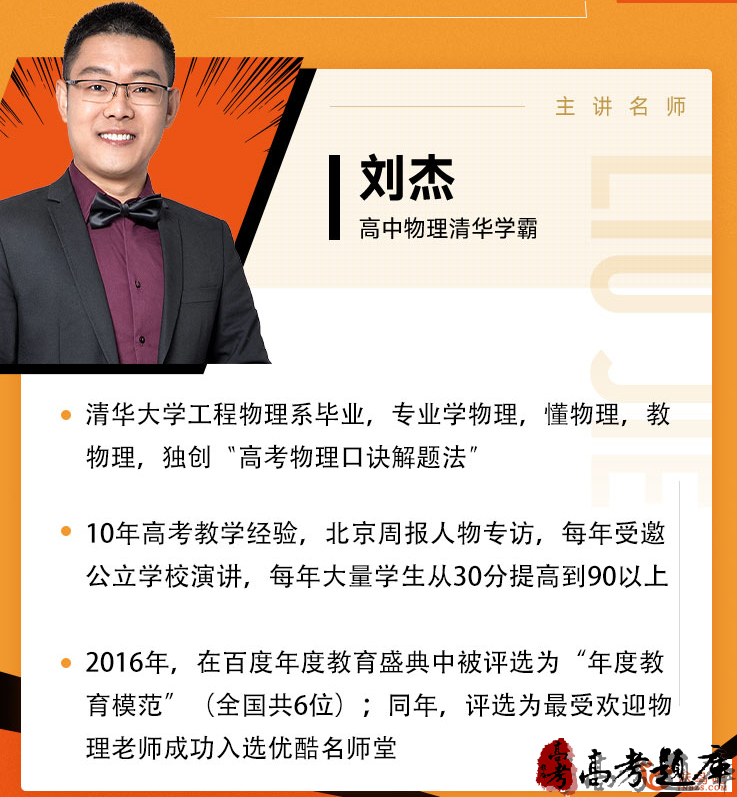 主讲名师
刘杰
高中物理清华学霸
LIU JIE
清华大学工程物理系毕业，专业学物理，懂物理，教
物理，独创〝高考物理口诀解题法〞
10年高考教学经验，北京周报人物专访，每年受邀
公立学校演讲，每年大量学生从30分提高到90以上
2016年，在百度年度教育盛典中被评选为“年度教
育模范”（全国共6位）；同年，评选为最受欢迎物
理老师成功入选优酷名师堂
高考
高考题库